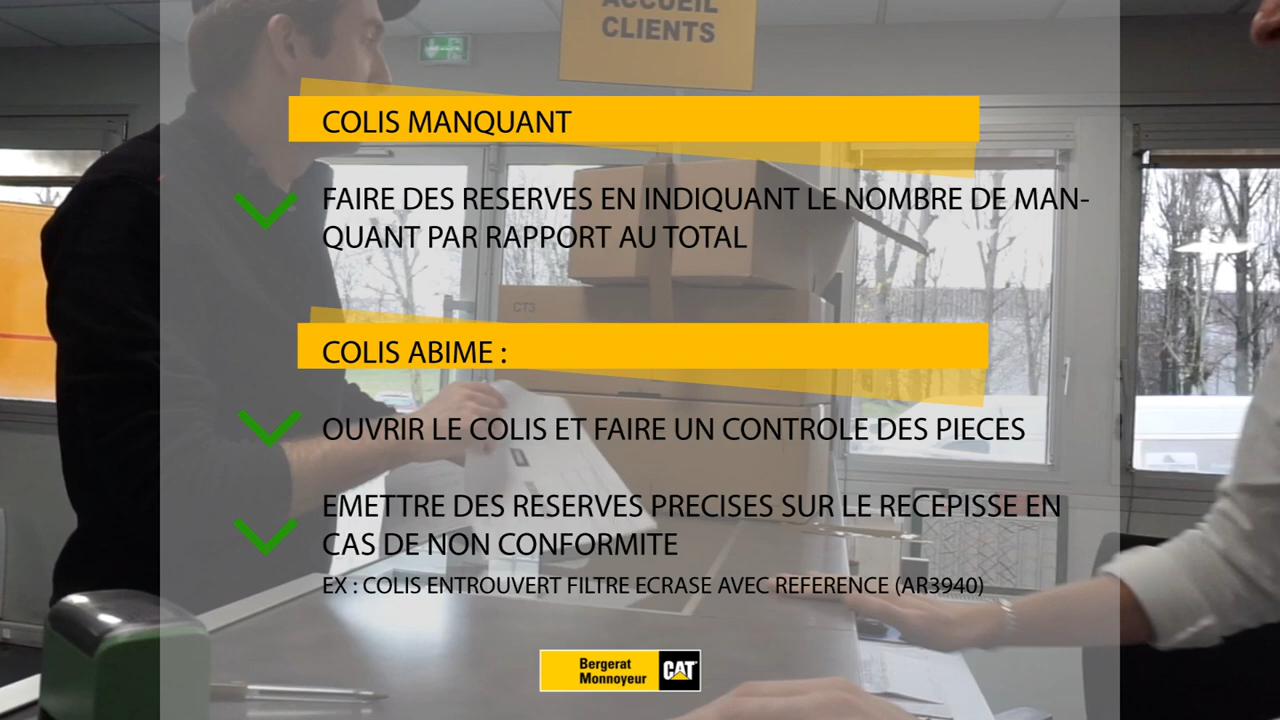 ACCUEIL
CLIENTS
COLIS MANQUANT
FAIRE DES RESERVES EN INDIQUANT LE NOMBRE DE MAN-
QUANT PAR RAPPORT AU TOTAL
CT3
COLIS ABIME :
OUVRIR LE COLIS ET FAIRE UN CONTROLE DES PIECES
EMETTRE DES RESERVES PRECISES SUR LE RECEPISSE EN
CAS DE NON CONFORMITE
EX : COLIS ENTROUVERT FILTRE ECRASE AVEC REFERENCE (AR3940)
Bergerat
Monnoyeur
CAT